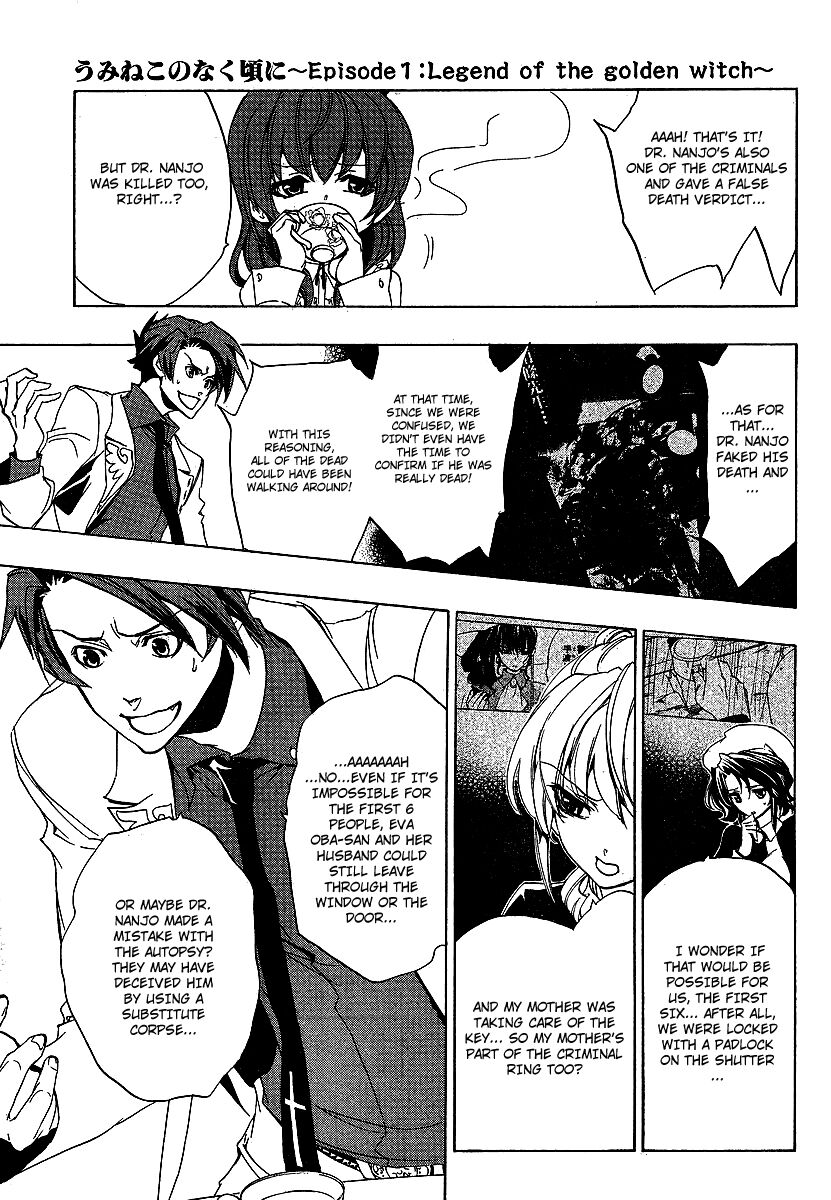 うみねこのなく頃に～Episode1：Legend of the golden witch～
AAAH! THAT'S IT!
DR. NANJO'S ALSO
ONE OF THE CRIMINALS
AND GAVE A FALSE
DEATH VERDICT...
BUT DR. NANJO
WAS KILLED TOO,
RIGHT...?
...AS FOR
THAT...
DR. NANJO
FAKED HIS
DEATH AND
...
AT THAT TIME,
SINCE WE WERE
CONFUSED, WE
DIDN'T EVEN HAVE
THE TIME TO
CONFIRM IF HE WAS
REALLY DEAD!
WITH THIS
REASONING,
ALL OF THE DEAD
COULD HAVE BEEN
WALKING AROUND!
I WONDER IF
THAT WOULD BE
POSSIBLE FOR
US, THE FIRST
SIX... AFTER ALL,
WE WERE LOCKED
WITH A PADLOCK
ON THE SHUTTER
...
AND MY MOTHER WAS
TAKING CARE OF THE
KEY... SO MY MOTHER'S
PART OF THE CRIMINAL
RING TOO?
...AAAAAAAH
...NO...EVEN IF IT'S
IMPOSSIBLE FOR
THE FIRST 6
PEOPLE, EVA
OBA-SAN AND HER
HUSBAND COULD
STILL LEAVE
THROUGH THE
WINDOW OR THE
DOOR...
OR MAYBE DR.
NANJO MADE A
MISTAKE WITH
THE AUTOPSY?
THEY MAY HAVE
DECEIVED HIM
BY USING A
SUBSTITUTE
CORPSE...